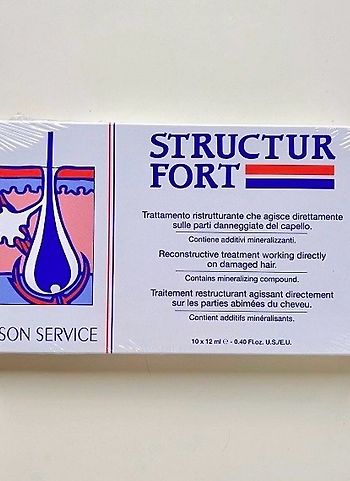 STRUCTUR
FORT
Trattamento ristrutturante che agisce direttamente
sulle parti danneggiate del capello.
Contiene additivi mineralizzanti.
Reconstructive treatment working directly
on damaged hair.
Contains mineralizing compound.
Traitement restructurant agissant directement
sur les parties abimées du cheveu.
Contient additifs minéralisants.
10 x 12 ml ℮ - 0.40 Fl.oz. U.S./E.U.
SON SERVICE